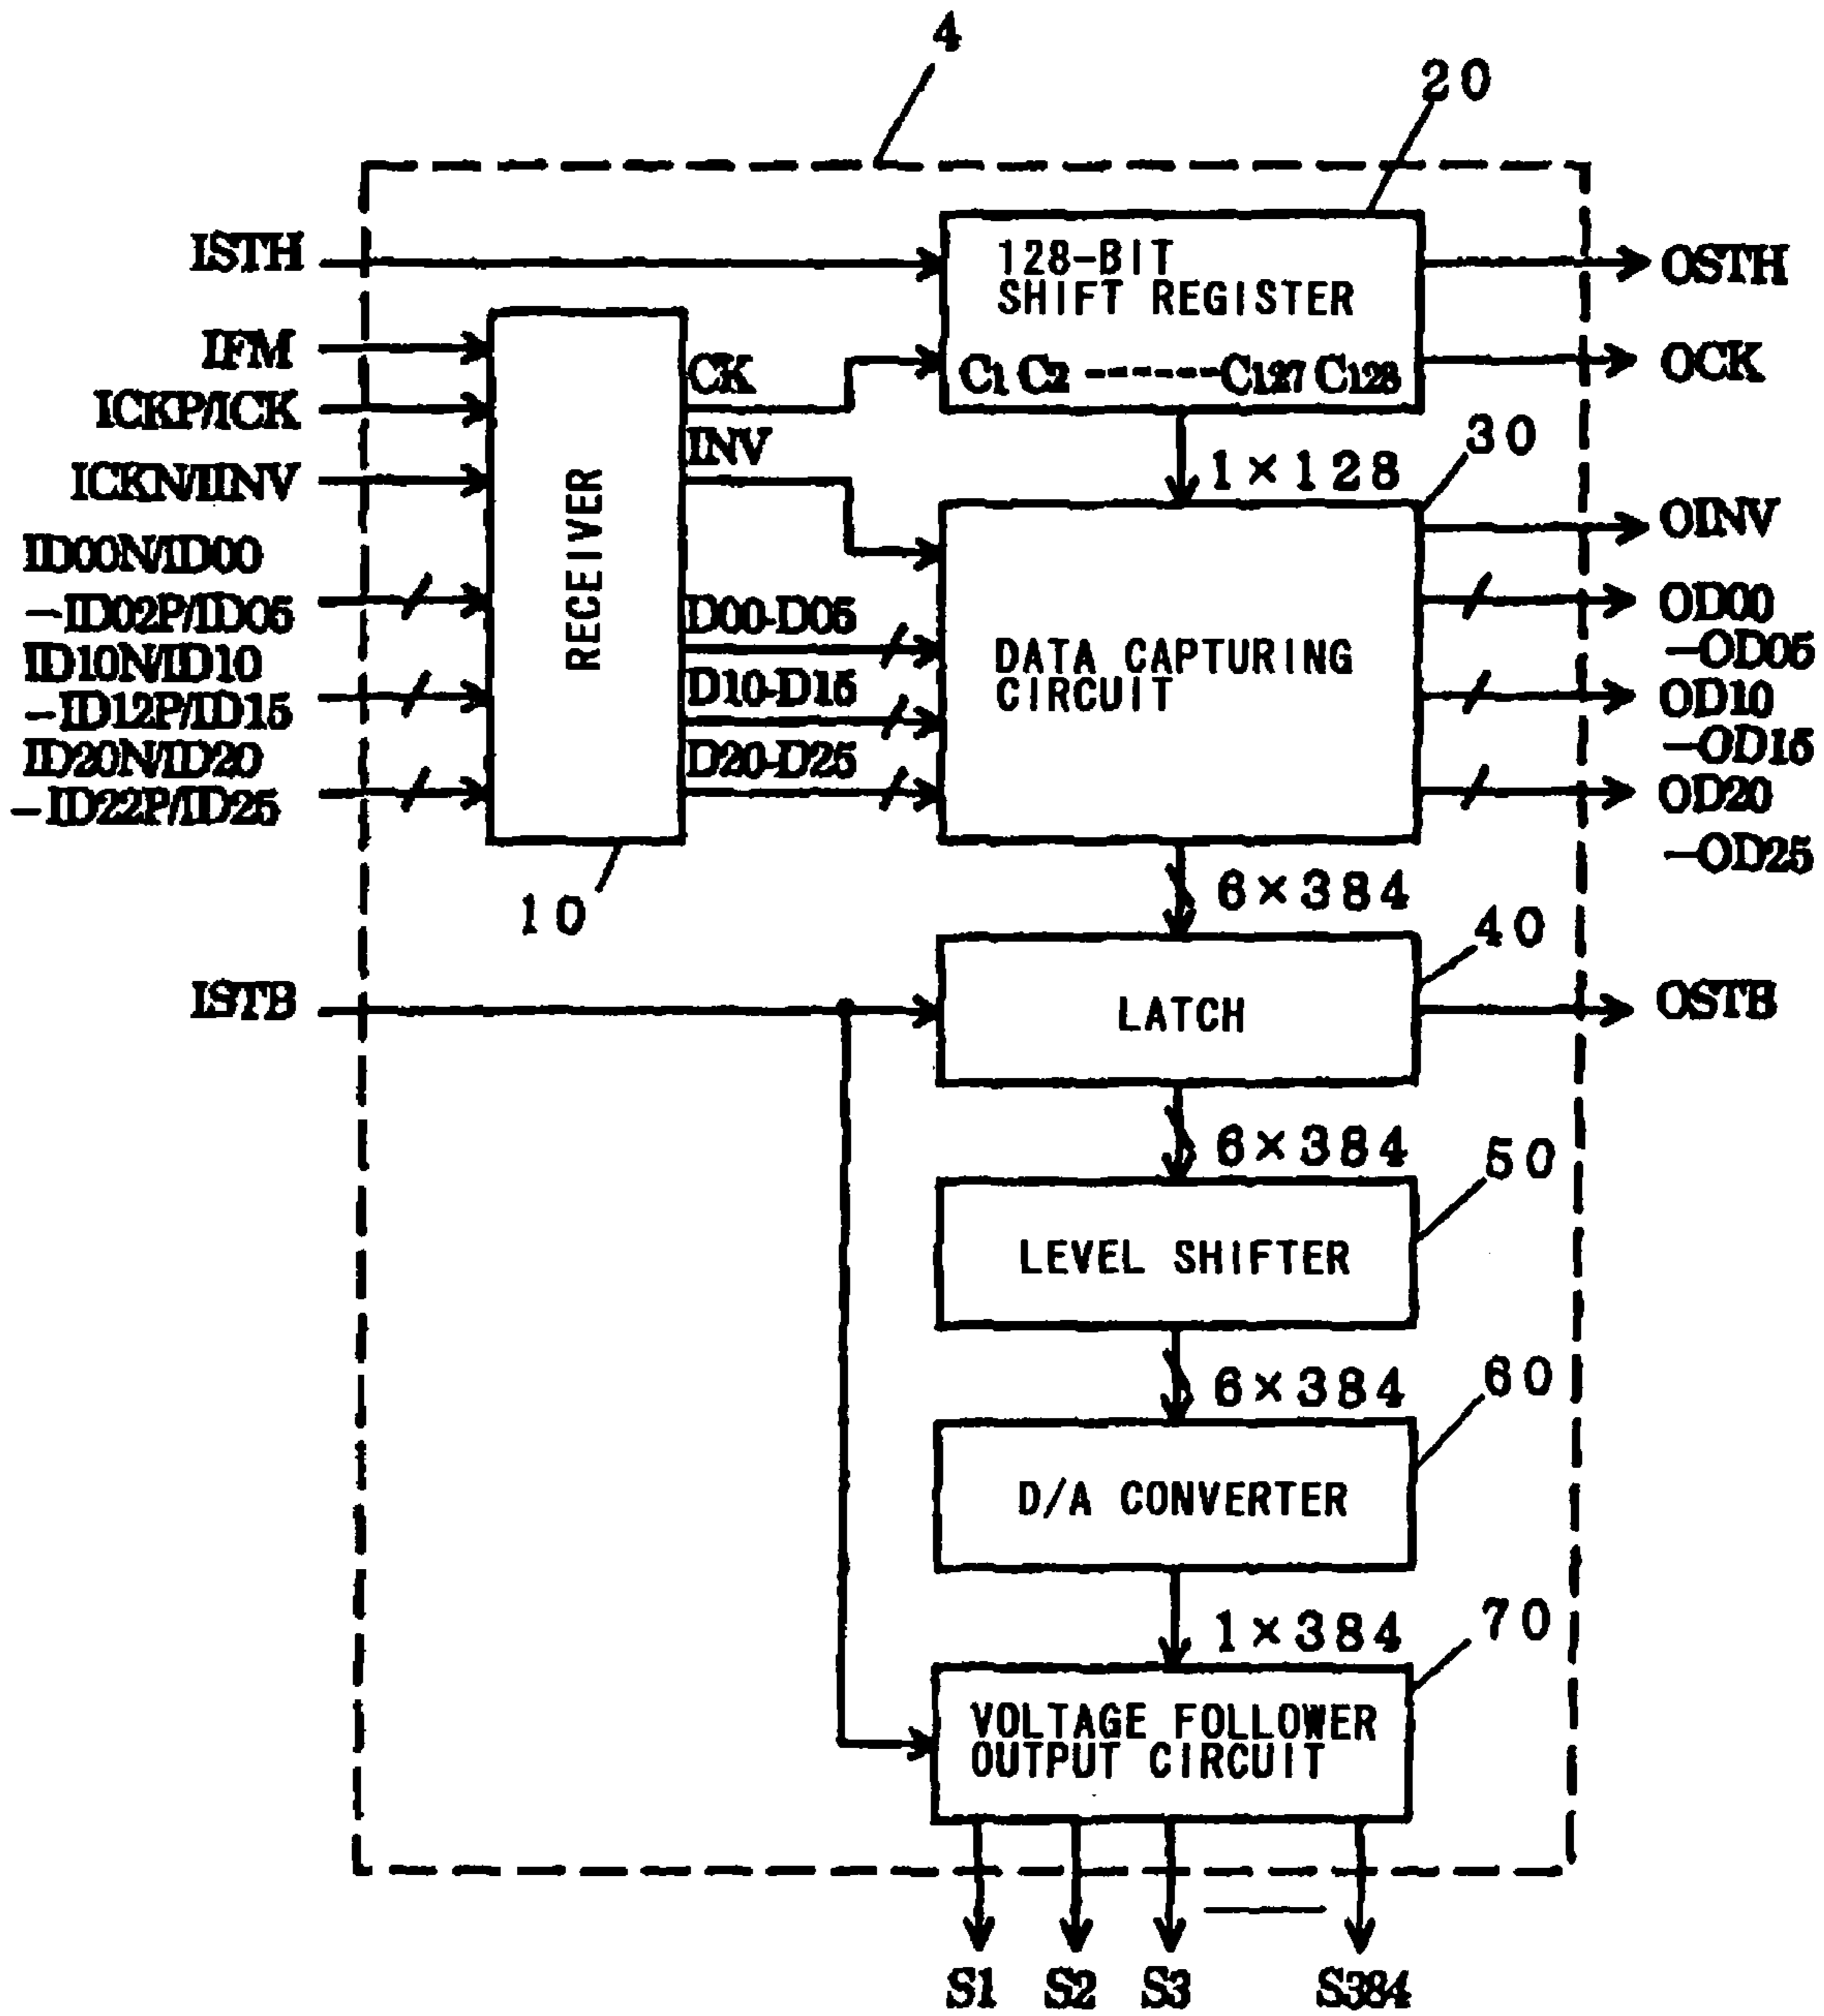 4
20
ISTH
128-BIT
SHIFT REGISTER
OSTH
IFM
CK
C1 C2 ------C127 C128
OCK
ICKP/ICK
INV
1×128
30
ICKN/IINV
RECEIVER
OINV
ID00N/ID00
-ID02P/ID05
D00-D05
OD00
-OD05
ID10N/ID10
-ID12P/ID15
D10-D15
DATA CAPTURING
CIRCUIT
OD10
-OD15
ID20N/ID20
-ID22P/ID25
D20-D25
OD20
-OD25
10
6×384
40
ISTB
LATCH
OSTB
6×384
50
LEVEL SHIFTER
6×384
60
D/A CONVERTER
1×384
70
VOLTAGE FOLLOWER
OUTPUT CIRCUIT
S1 S2 S3 S384